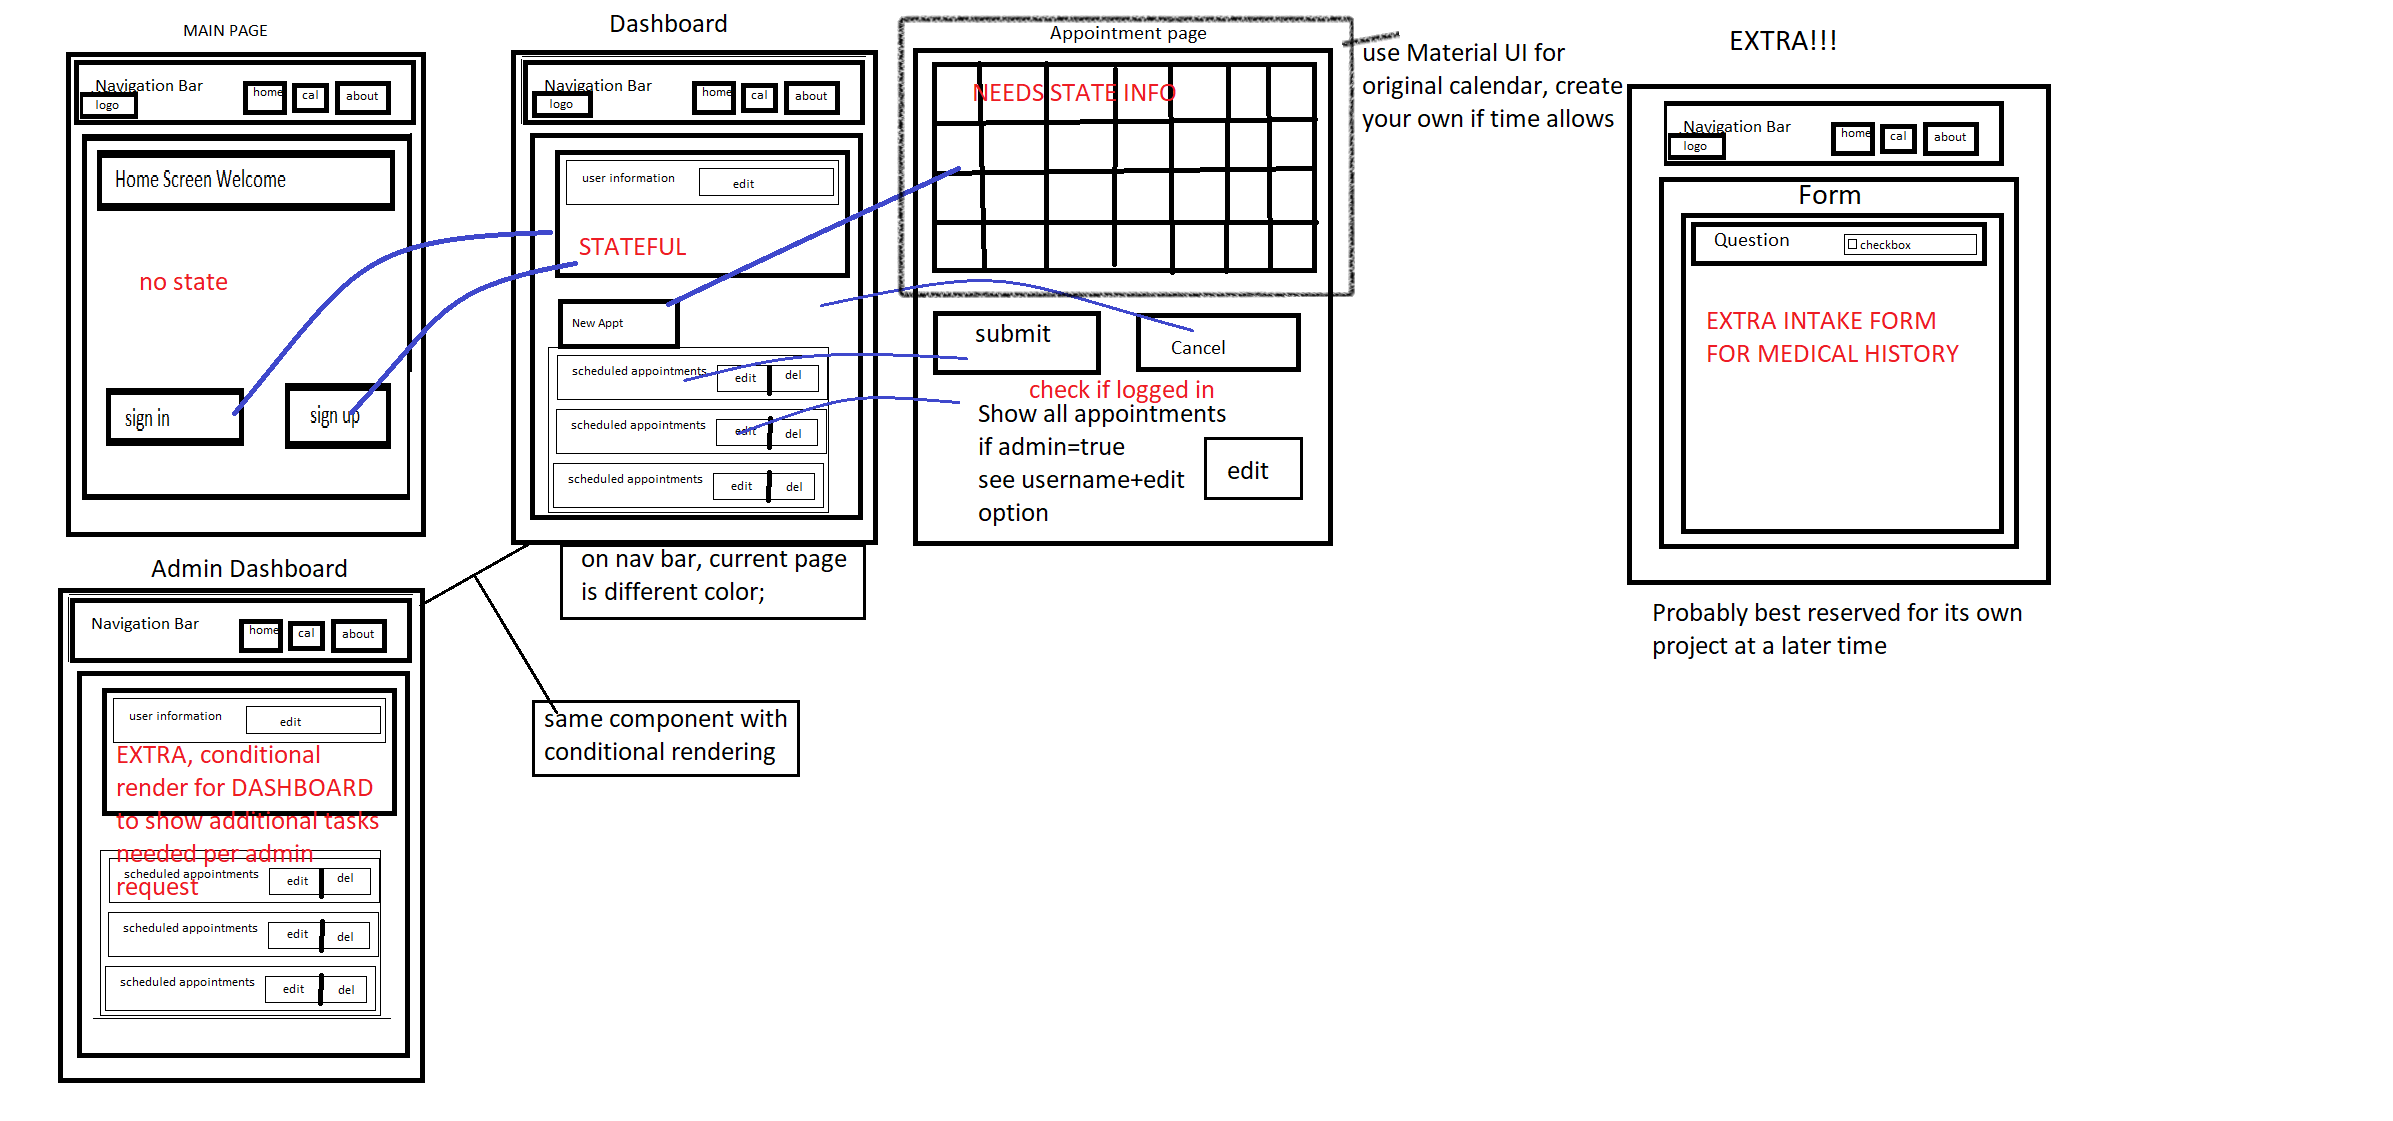 MAIN PAGE
Navigation Bar
logo
home
cal
about
Home Screen Welcome
no state
sign in
sign up
Dashboard
Navigation Bar
logo
home
cal
about
user information
edit
STATEFUL
New Appt
scheduled appointments
edit
del
scheduled appointments
edit
del
scheduled appointments
edit
del
on nav bar, current page
is different color;
Appointment page
NEEDS STATE INFO
submit
Cancel
check if logged in
Show all appointments
if admin=true
see username+edit
option
edit
use Material UI for
original calendar, create
your own if time allows
EXTRA!!!
Navigation Bar
logo
home
cal
about
Form
Question
checkbox
EXTRA INTAKE FORM
FOR MEDICAL HISTORY
Probably best reserved for its own
project at a later time
Admin Dashboard
Navigation Bar
home
cal
about
user information
edit
EXTRA, conditional
render for DASHBOARD
to show additional tasks
needed per admin
request
scheduled appointments
edit
del
scheduled appointments
edit
del
scheduled appointments
edit
del
same component with
conditional rendering